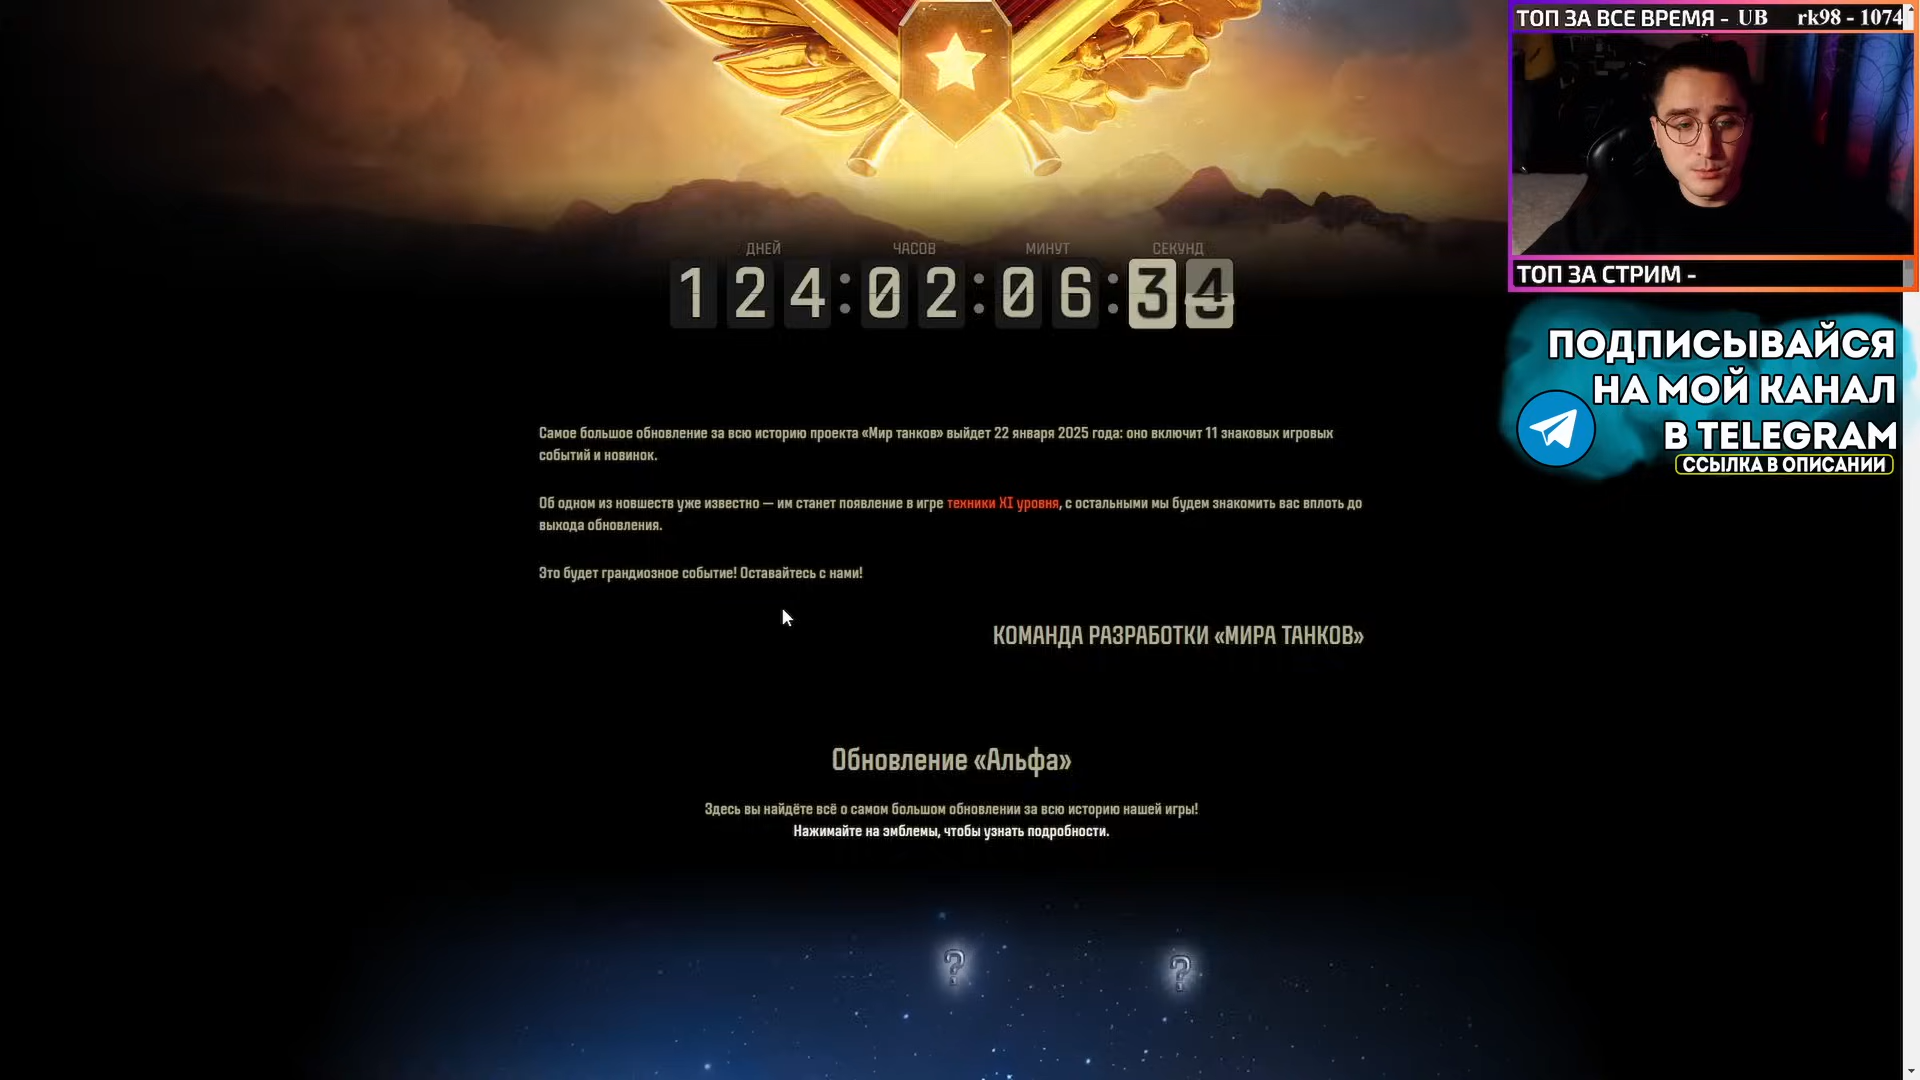 ТОП ЗА ВСЕ ВРЕМЯ - UB rk98 - 1074
ДНЕЙ ЧАСОВ МИНУТ СЕКУНД
124:02:06:34
ТОП ЗА СТРИМ -
ПОДПИСЫВАЙСЯ
НА МОЙ КАНАЛ
В TELEGRAM
ССЫЛКА В ОПИСАНИИ
Самое большое обновление за всю историю проекта «Мир танков» выйдет 22 января 2025 года: оно включит 11 знаковых игровых
событий и новинок.
Об одном из новшеств уже известно — им станет появление в игре техники XI уровня, с остальными мы будем знакомить вас вплоть до
выхода обновления.
Это будет грандиозное событие! Оставайтесь с нами!
КОМАНДА РАЗРАБОТКИ «МИРА ТАНКОВ»
Обновление «Альфа»
Здесь вы найдёте всё о самом большом обновлении за всю историю нашей игры!
Нажимайте на эмблемы, чтобы узнать подробности.
? ?